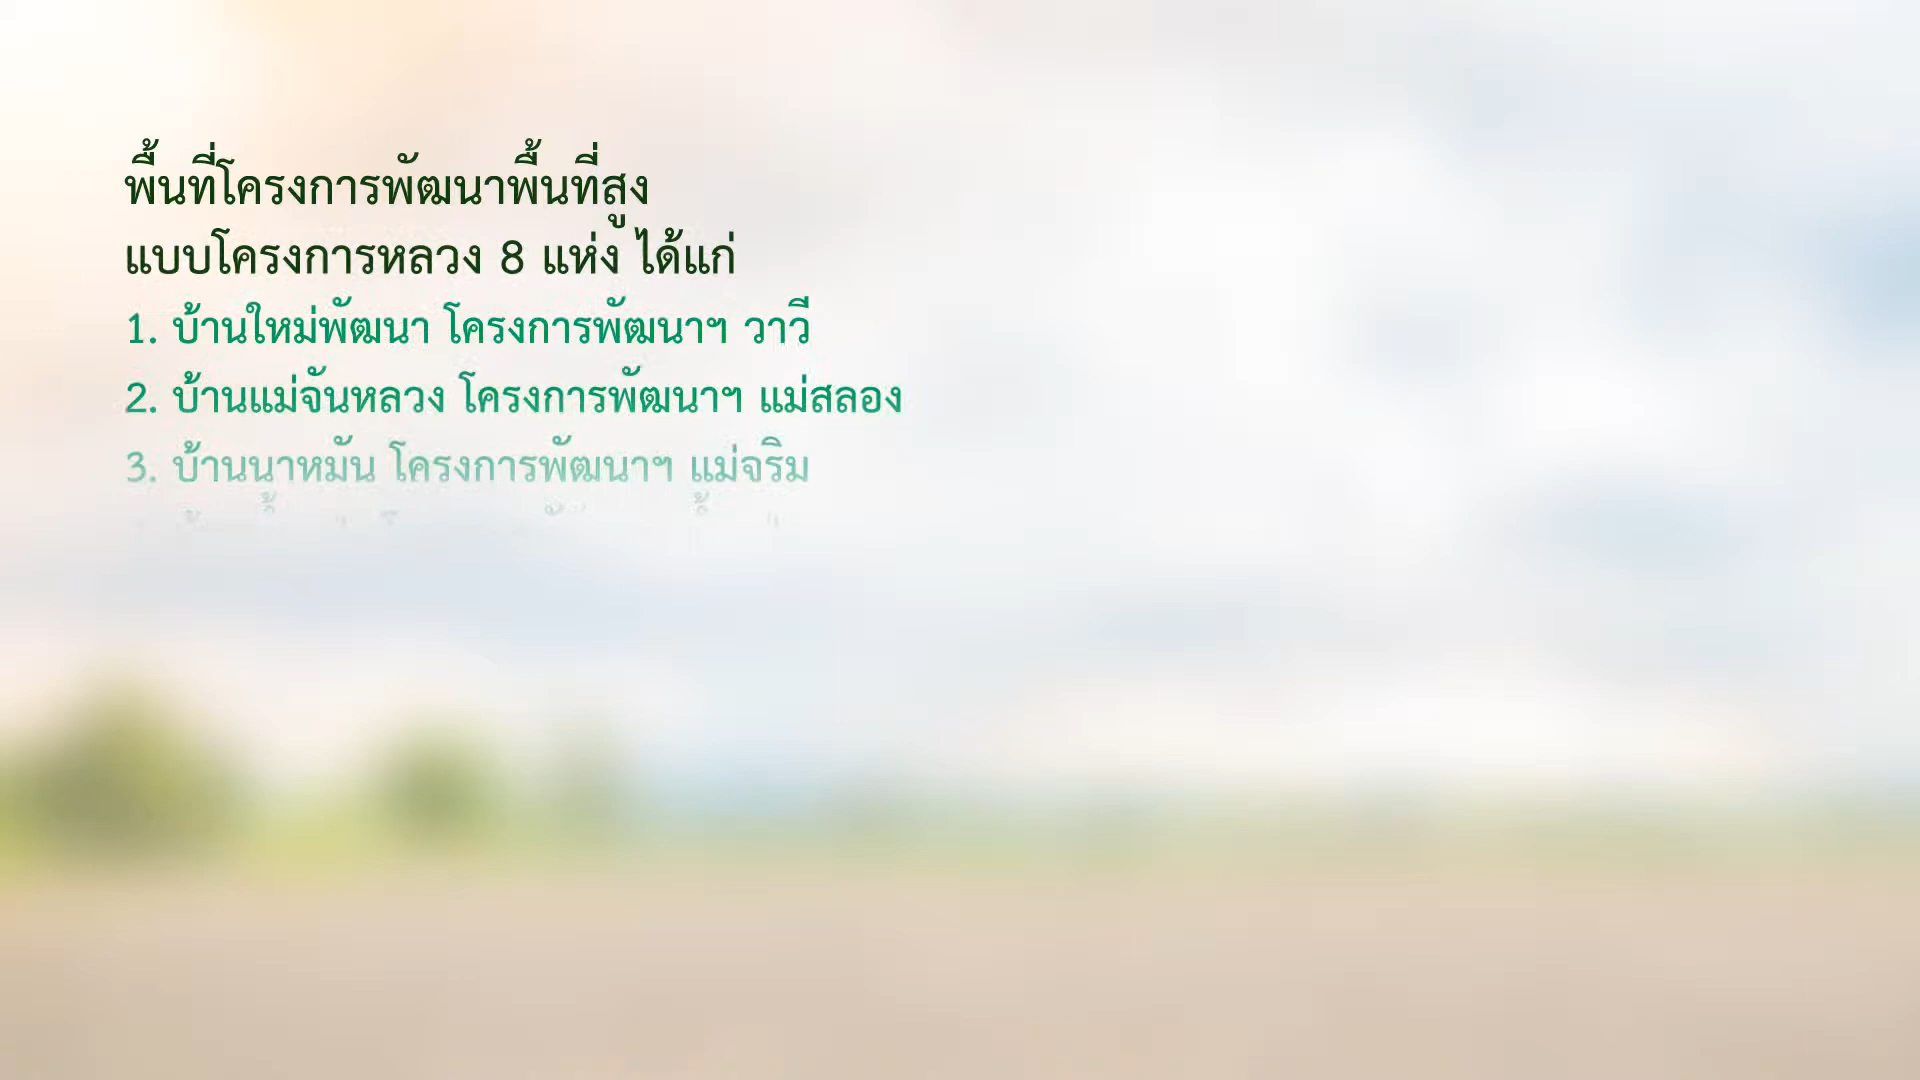 พื้นที่โครงการพัฒนาพื้นที่สูง
แบบโครงการหลวง 8 แห่ง ได้แก่
1. บ้านใหม่พัฒนา โครงการพัฒนาฯ วาวี
2. บ้านแม่จันหลวง โครงการพัฒนาฯ แม่สลอง
3. บ้านนาหมัน โครงการพัฒนาฯ แม่จริม